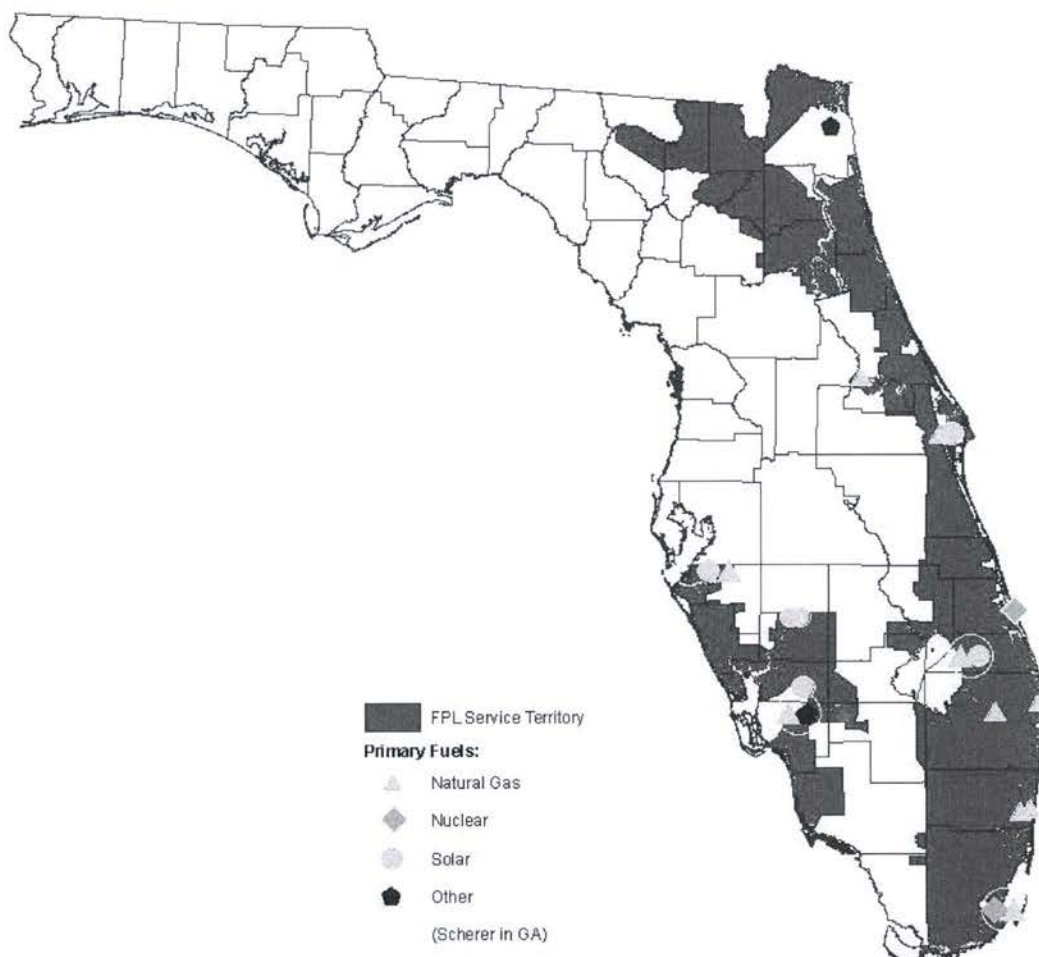 FPL Service Territory
Primary Fuels:
Natural Gas
Nuclear
Solar
Other
(Scherer in GA)